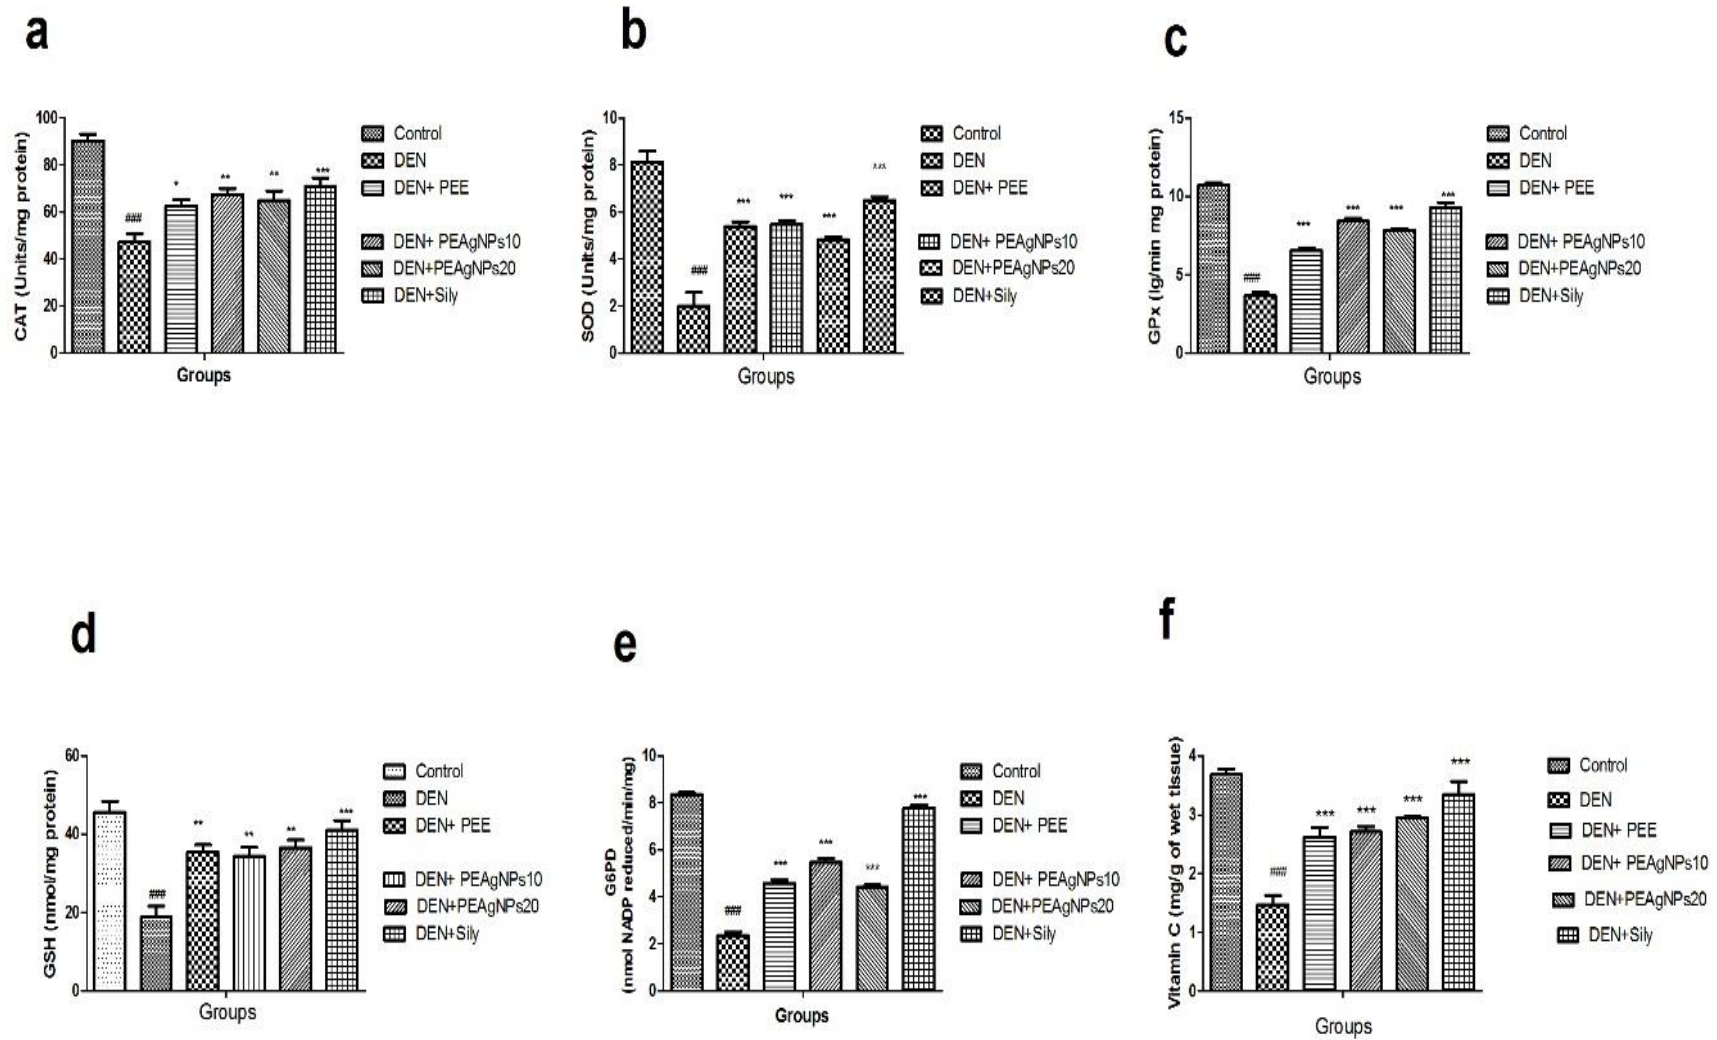 a
CAT (Units/mg protein)
100
80
60
40
20
0
###
*
**
**
***
Groups
Control
DEN
DEN+ PEE
DEN+ PEAgNPs10
DEN+PEAgNPs20
DEN+Sily
b
SOD (Units/mg protein)
10
8
6
4
2
0
###
***
***
***
***
Groups
Control
DEN
DEN+ PEE
DEN+ PEAgNPs10
DEN+PEAgNPs20
DEN+Sily
c
GPx (Ig/min mg protein)
15
10
5
0
###
***
***
***
***
Groups
Control
DEN
DEN+ PEE
DEN+ PEAgNPs10
DEN+PEAgNPs20
DEN+Sily
d
GSH (nmol/mg protein)
60
40
20
0
###
**
**
**
***
Groups
Control
DEN
DEN+ PEE
DEN+ PEAgNPs10
DEN+PEAgNPs20
DEN+Sily
e
G6PD
(nmol NADP reduced/min/mg)
10
8
6
4
2
0
###
***
***
***
***
Groups
Control
DEN
DEN+ PEE
DEN+ PEAgNPs10
DEN+PEAgNPs20
DEN+Sily
f
Vitamin C (mg/g of wet tissue)
4
3
2
1
0
###
***
***
***
***
Groups
Control
DEN
DEN+ PEE
DEN+ PEAgNPs10
DEN+PEAgNPs20
DEN+Sily